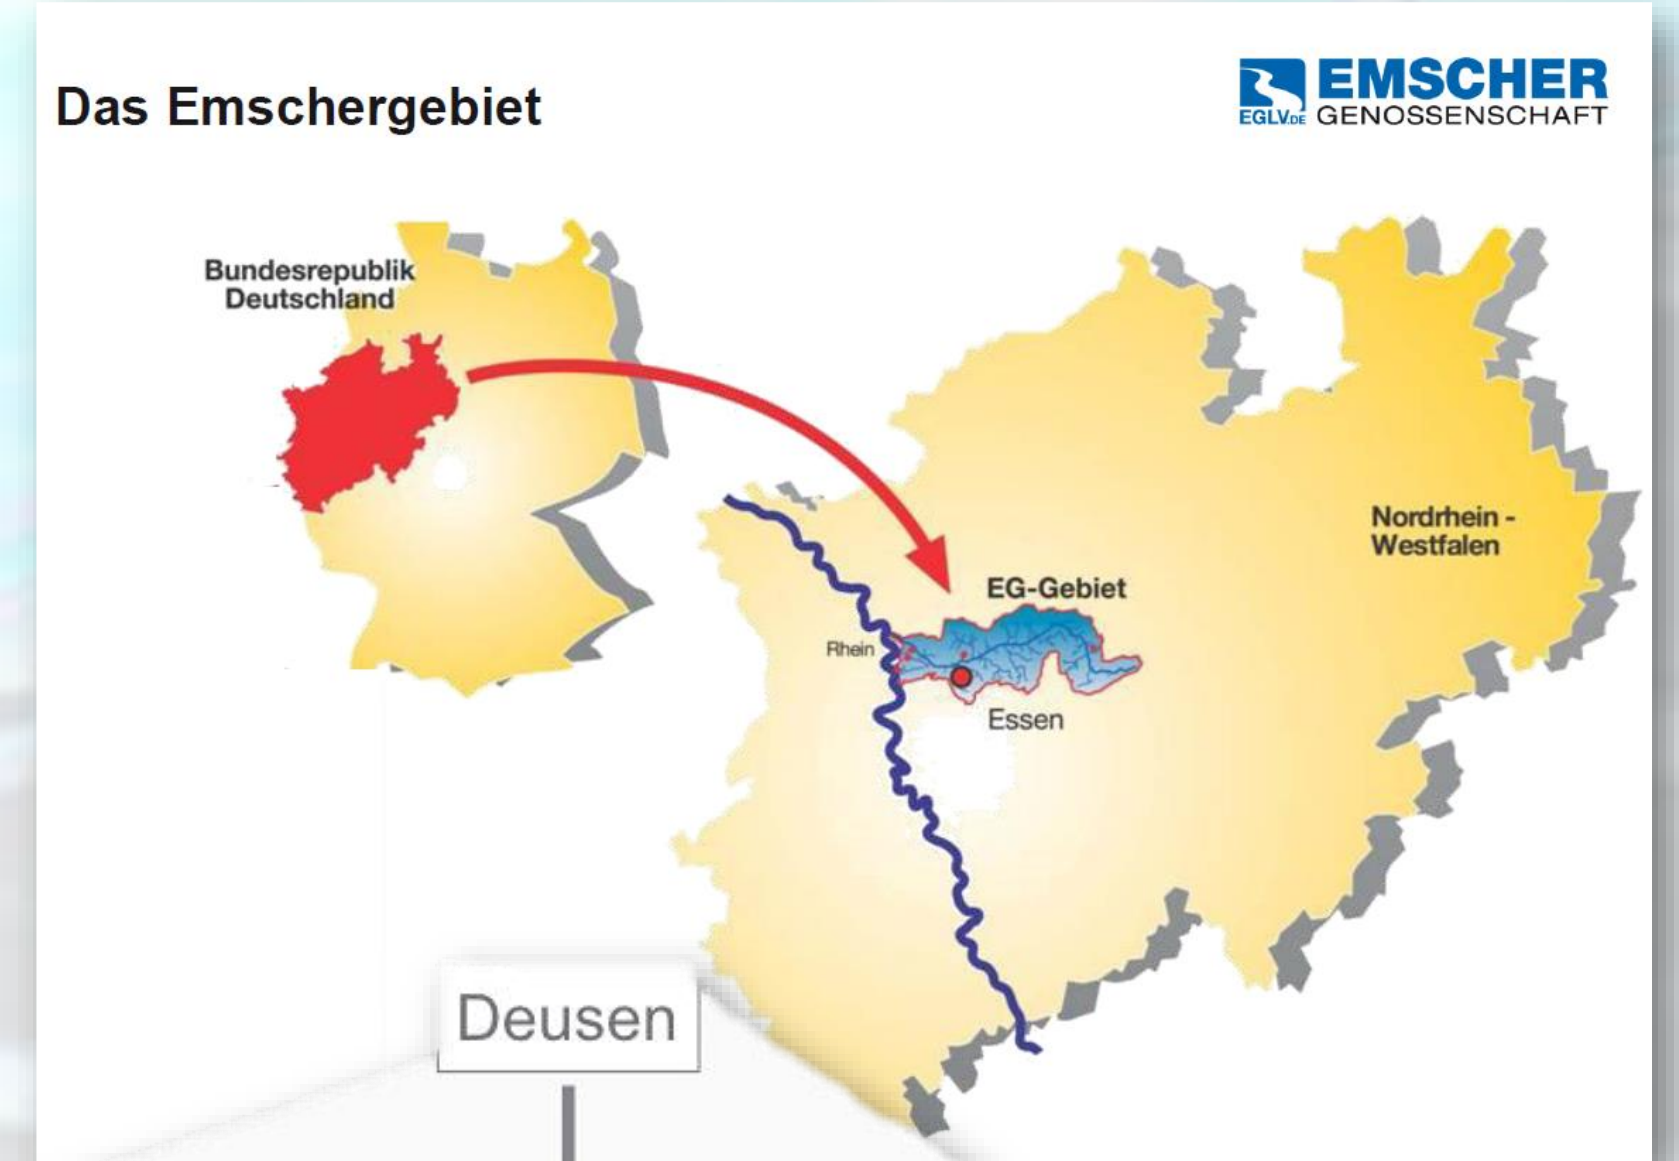 Das Emschergebiet
EMSCHER
GENOSSENSCHAFT
EGLV.DE
Bundesrepublik
Deutschland
Nordrhein -
Westfalen
EG-Gebiet
Rhein
Essen
Deusen